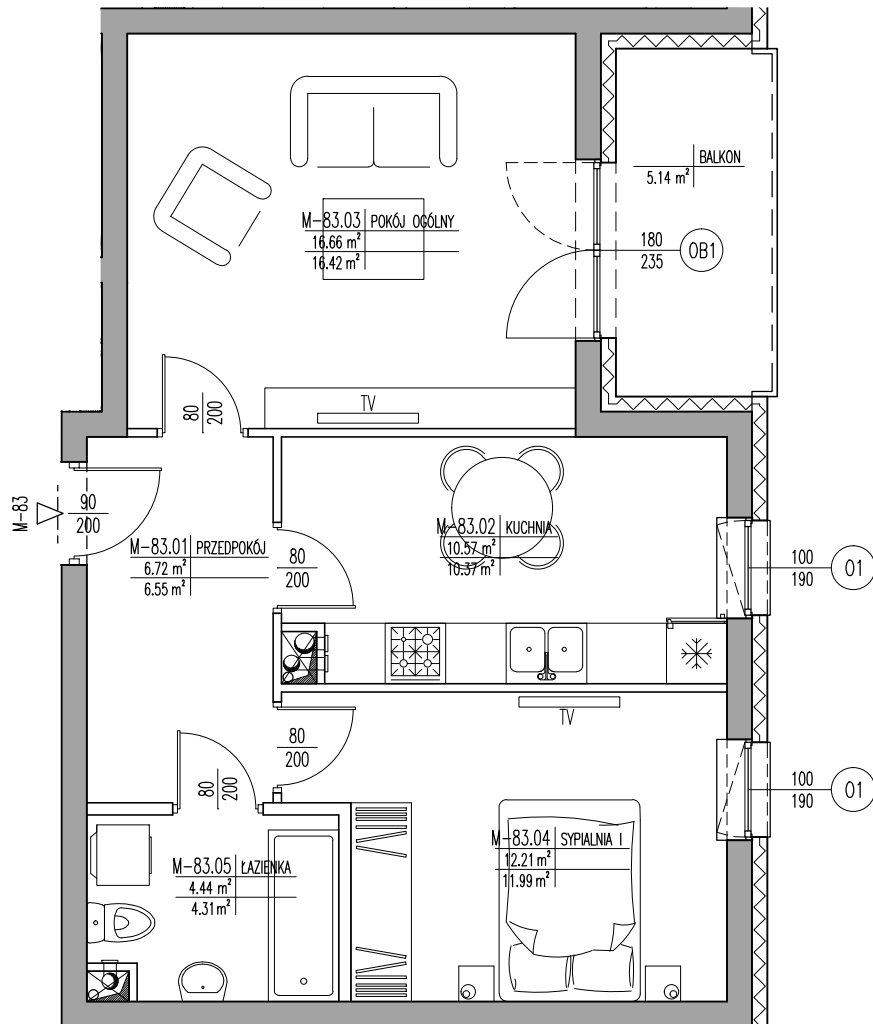 BALKON
5.14 m²
M-83.03 POKÓJ OGÓLNY
16.66 m²
16.42 m²
180
235
OB1
80
200
TV
M-83
90
200
M-83.01 PRZEDPOKÓJ
6.72 m²
6.55 m²
80
200
M-83.02 KUCHNIA
10.57 m²
10.37 m²
100
190
O1
80
200
TV
80
200
100
190
O1
M-83.04 SYPIALNIA I
12.21 m²
11.99 m²
M-83.05 ŁAZIENKA
4.44 m²
4.31 m²